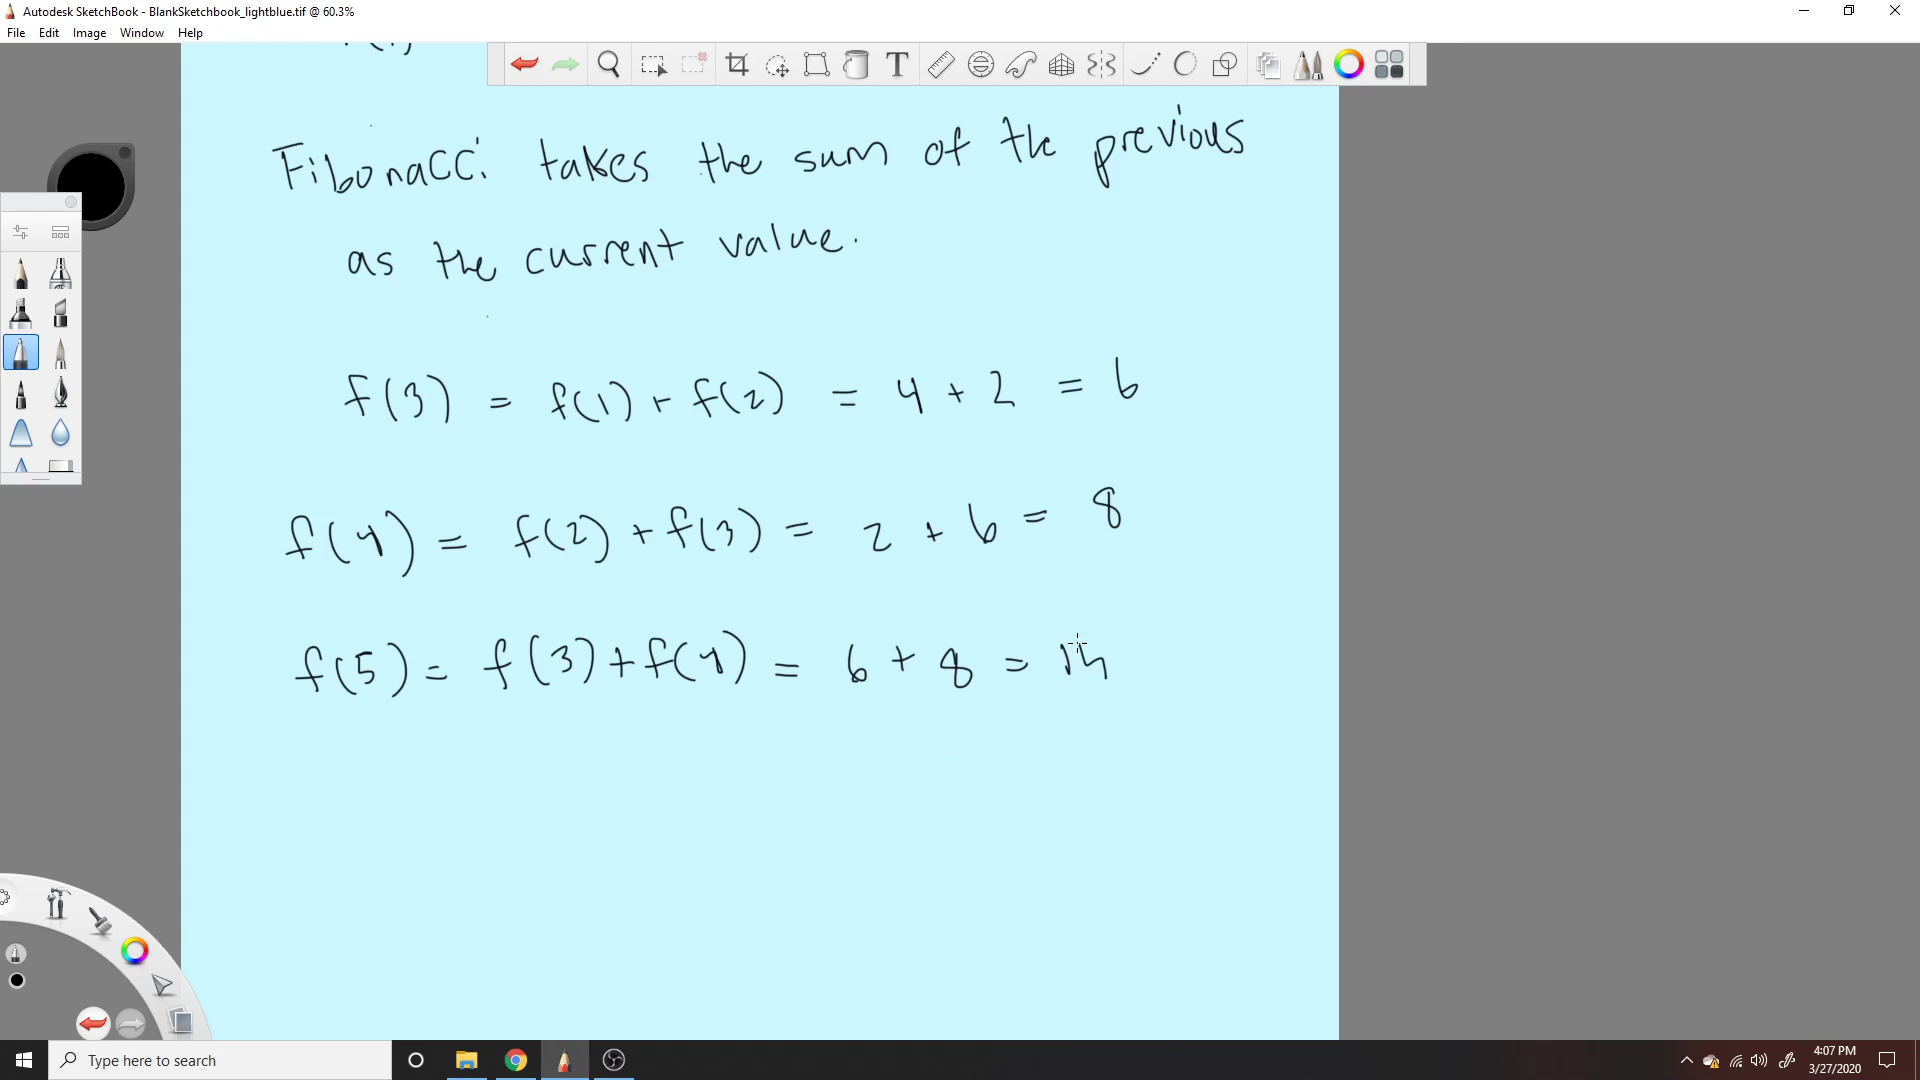 Autodesk SketchBook - BlankSketchbook_lightblue.tif @ 60.3%
File Edit Image Window Help
Fibonacci takes the sum of the previous
as the current value.
f(3) = f(1) + f(2) = 4 + 2 = 6
f(4) = f(2) + f(3) = 2 + 6 = 8
f(5) = f(3) + f(4) = 6 + 8 = 14
Type here to search
4:07 PM
3/27/2020